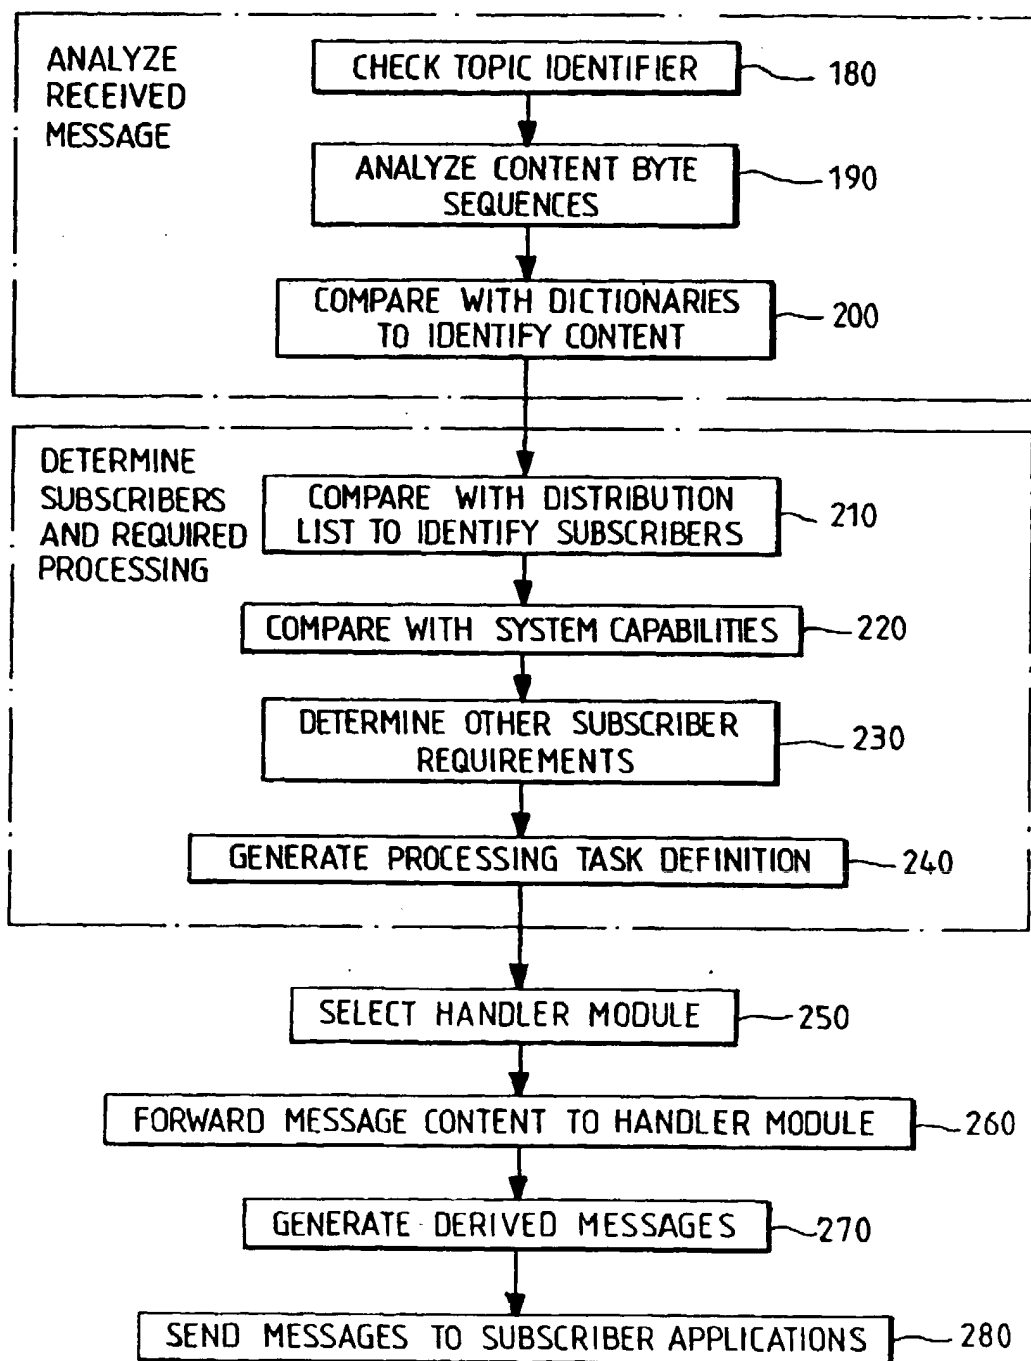 ANALYZE
RECEIVED
MESSAGE
CHECK TOPIC IDENTIFIER
180
ANALYZE CONTENT BYTE
SEQUENCES
190
COMPARE WITH DICTIONARIES
TO IDENTIFY CONTENT
200
DETERMINE
SUBSCRIBERS
AND REQUIRED
PROCESSING
COMPARE WITH DISTRIBUTION
LIST TO IDENTIFY SUBSCRIBERS
210
COMPARE WITH SYSTEM CAPABILITIES
220
DETERMINE OTHER SUBSCRIBER
REQUIREMENTS
230
GENERATE PROCESSING TASK DEFINITION
240
SELECT HANDLER MODULE
250
FORWARD MESSAGE CONTENT TO HANDLER MODULE
260
GENERATE DERIVED MESSAGES
270
SEND MESSAGES TO SUBSCRIBER APPLICATIONS
280